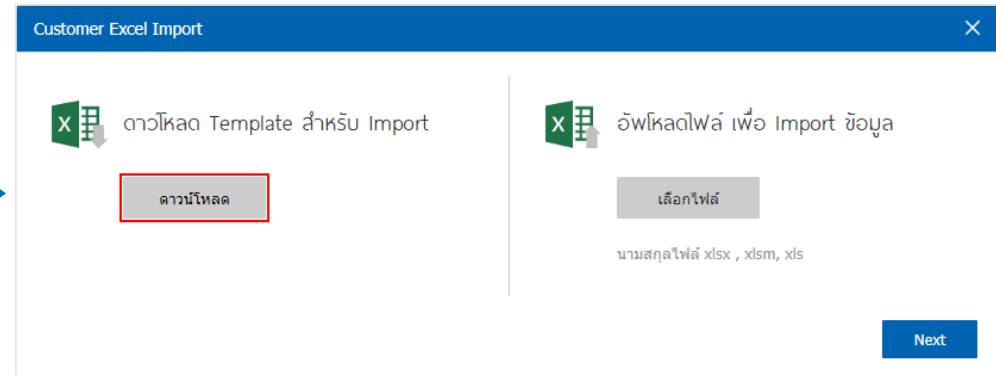 Customer Excel Import
ดาวโหลด Template สำหรับ Import
ดาวน์โหลด
อัพโหลดไฟล์ เพื่อ Import ข้อมูล
เลือกไฟล์
นามสกุลไฟล์ xlsx , xlsm, xls
Next